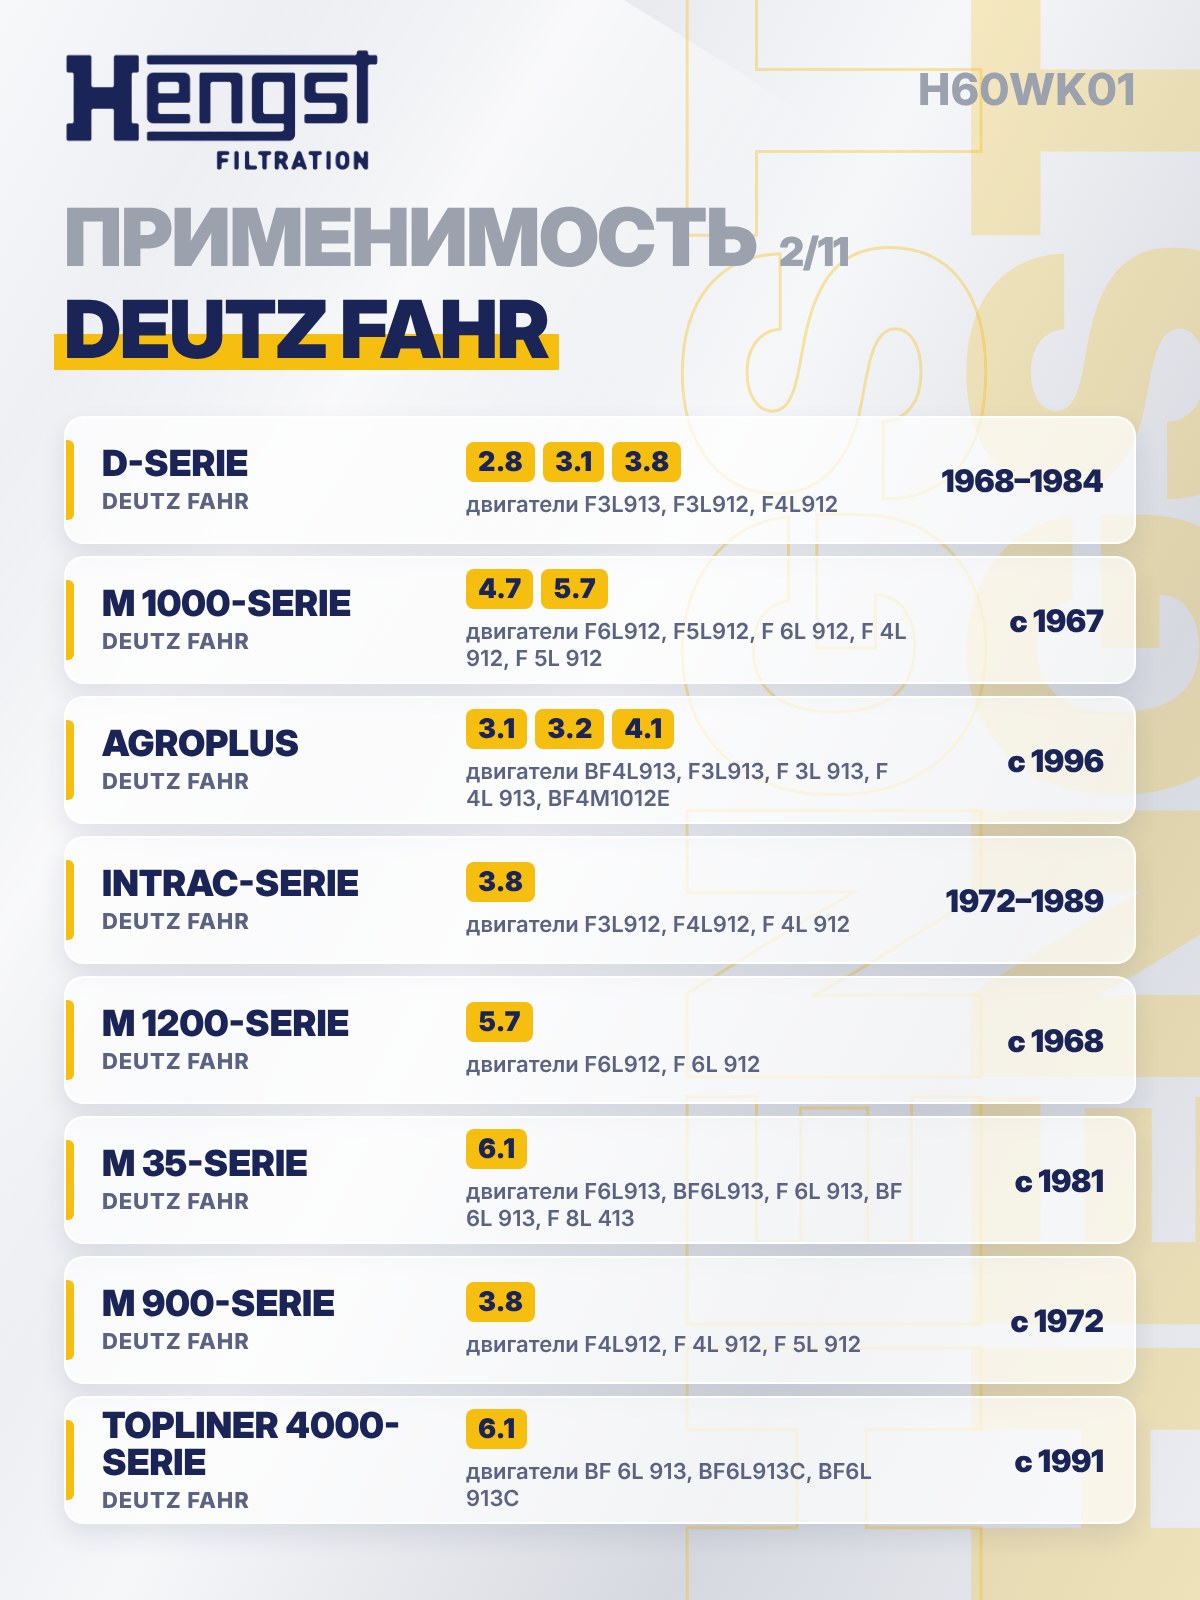 Hengst
FILTRATION
H60WK01
ПРИМЕНИМОСТЬ 2/11
DEUTZ FAHR
D-SERIE
DEUTZ FAHR
2.8 3.1 3.8
двигатели F3L913, F3L912, F4L912
1968–1984
M 1000-SERIE
DEUTZ FAHR
4.7 5.7
двигатели F6L912, F5L912, F 6L 912, F 4L
912, F 5L 912
с 1967
AGROPLUS
DEUTZ FAHR
3.1 3.2 4.1
двигатели BF4L913, F3L913, F 3L 913, F
4L 913, BF4M1012E
с 1996
INTRAC-SERIE
DEUTZ FAHR
3.8
двигатели F3L912, F4L912, F 4L 912
1972–1989
M 1200-SERIE
DEUTZ FAHR
5.7
двигатели F6L912, F 6L 912
с 1968
M 35-SERIE
DEUTZ FAHR
6.1
двигатели F6L913, BF6L913, F 6L 913, BF
6L 913, F 8L 413
с 1981
M 900-SERIE
DEUTZ FAHR
3.8
двигатели F4L912, F 4L 912, F 5L 912
с 1972
TOPLINER 4000-
SERIE
DEUTZ FAHR
6.1
двигатели BF 6L 913, BF6L913C, BF6L
913C
с 1991
HENGST
HENGST